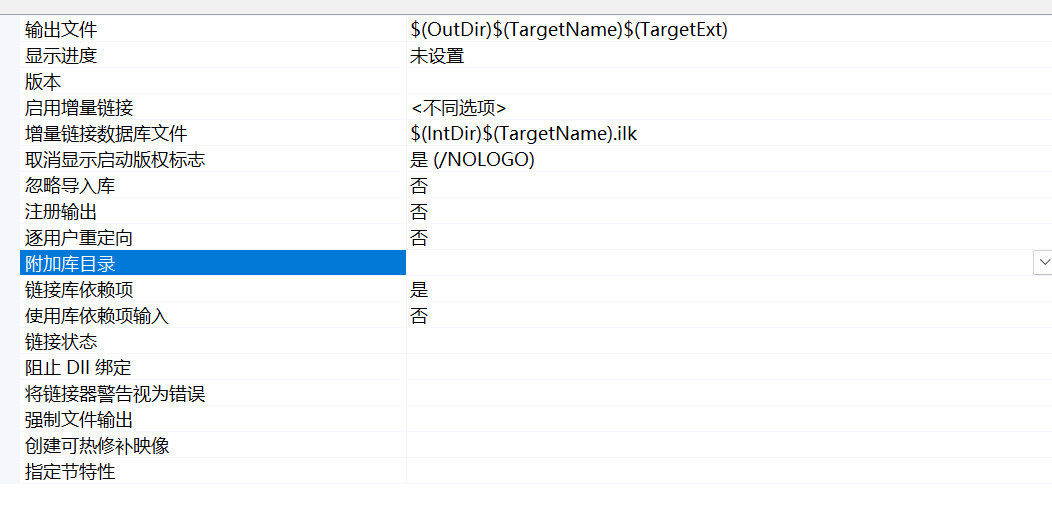 输出文件 $(OutDir)$(TargetName)$(TargetExt)
显示进度 未设置
版本
启用增量链接 <不同选项>
增量链接数据库文件 $(IntDir)$(TargetName).ilk
取消显示启动版权标志 是 (/NOLOGO)
忽略导入库 否
注册输出 否
逐用户重定向 否
附加库目录
链接库依赖项 是
使用库依赖项输入 否
链接状态
阻止 Dll 绑定
将链接器警告视为错误
强制文件输出
创建可热修补映像
指定节特性